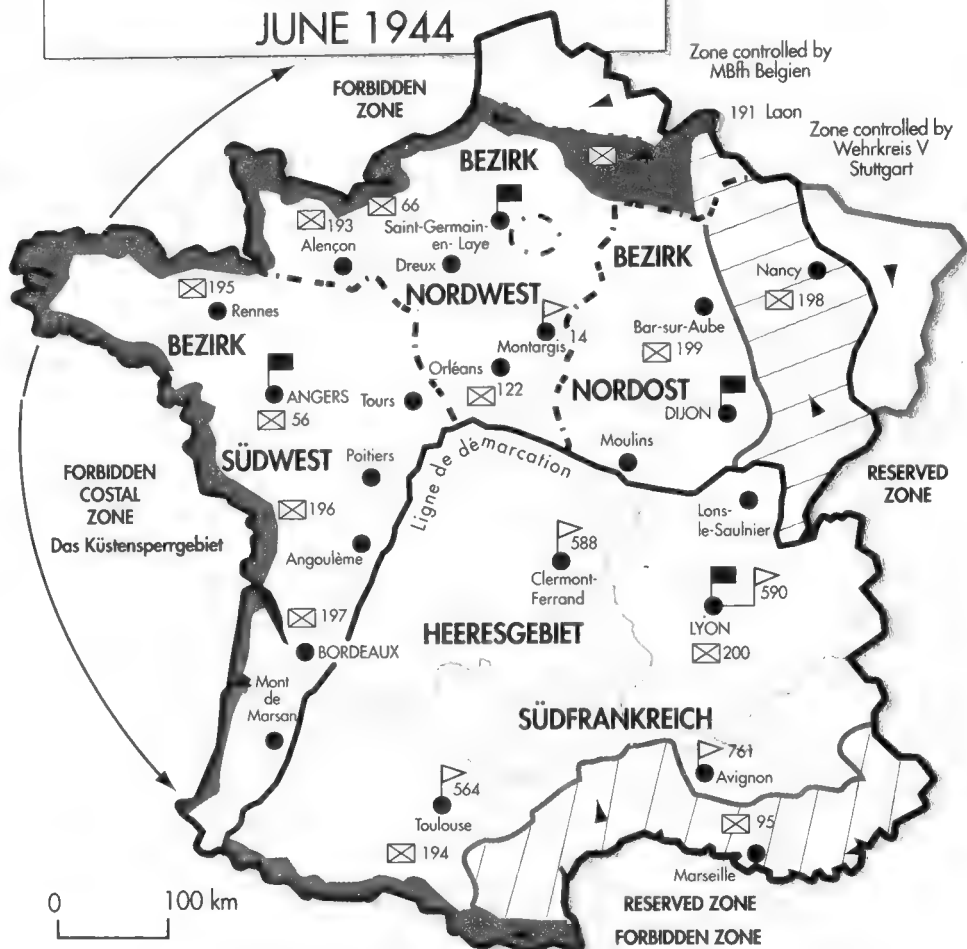 JUNE 1944
Zone controlled by
MBfh Belgien
FORBIDDEN
ZONE
191 Laon
Zone controlled by
Wehrkreis V
Stuttgart
BEZIRK
66
193
Alençon
Saint-Germain-
en- Laye
Dreux
BEZIRK
Nancy
198
NORDWEST
195
Rennes
Bar-sur-Aube
199
14
Montargis
BEZIRK
Orléans
122
NORDOST
DIJON
ANGERS
56
Tours
Moulins
SÜDWEST
Poitiers
Ligne de démarcation
FORBIDDEN
COSTAL
ZONE
Das Küstensperrgebiet
RESERVED
ZONE
196
Lons-
le-Saulnier
Angoulème
588
Clermont-
Ferrand
590
LYON
200
197
BORDEAUX
HEERESGEBIET
Mont
de
Marsan
SÜDFRANKREICH
761
Avignon
564
Toulouse
95
194
Marseille
0 100 km
RESERVED ZONE
FORBIDDEN ZONE